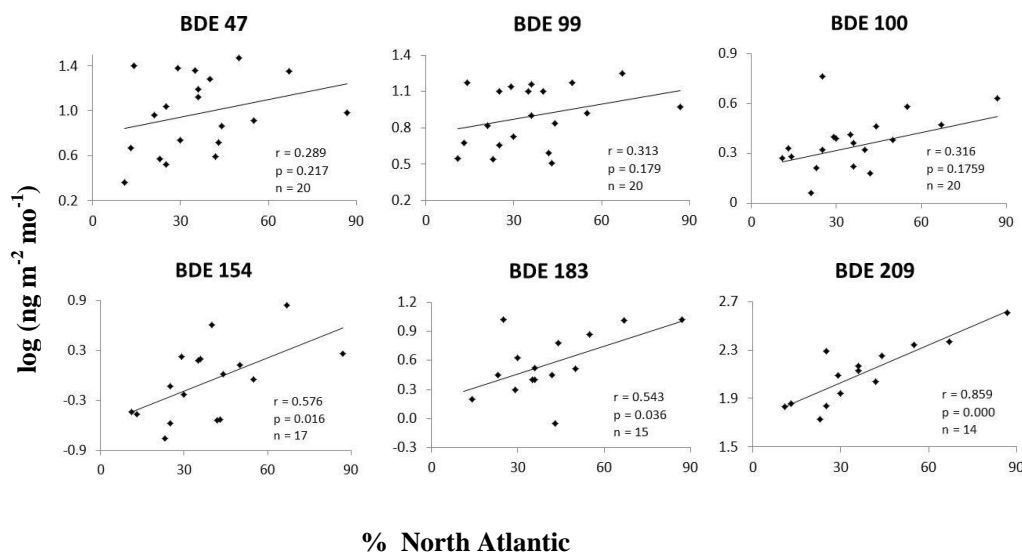 BDE 47
BDE 99
BDE 100
log (ng m⁻² mo⁻¹)
1.4
1.0
0.6
0.2
0 30 60 90
r = 0.289
p = 0.217
n = 20
1.4
1.1
0.8
0.5
0.2
0 30 60 90
r = 0.313
p = 0.179
n = 20
0.9
0.6
0.3
0
0 30 60 90
r = 0.316
p = 0.1759
n = 20
BDE 154
BDE 183
BDE 209
0.9
0.3
-0.3
-0.9
0 30 60 90
r = 0.576
p = 0.016
n = 17
1.2
0.9
0.6
0.3
0.0
-0.3
0 30 60 90
r = 0.543
p = 0.036
n = 15
2.7
2.3
1.9
1.5
0 30 60 90
r = 0.859
p = 0.000
n = 14
% North Atlantic